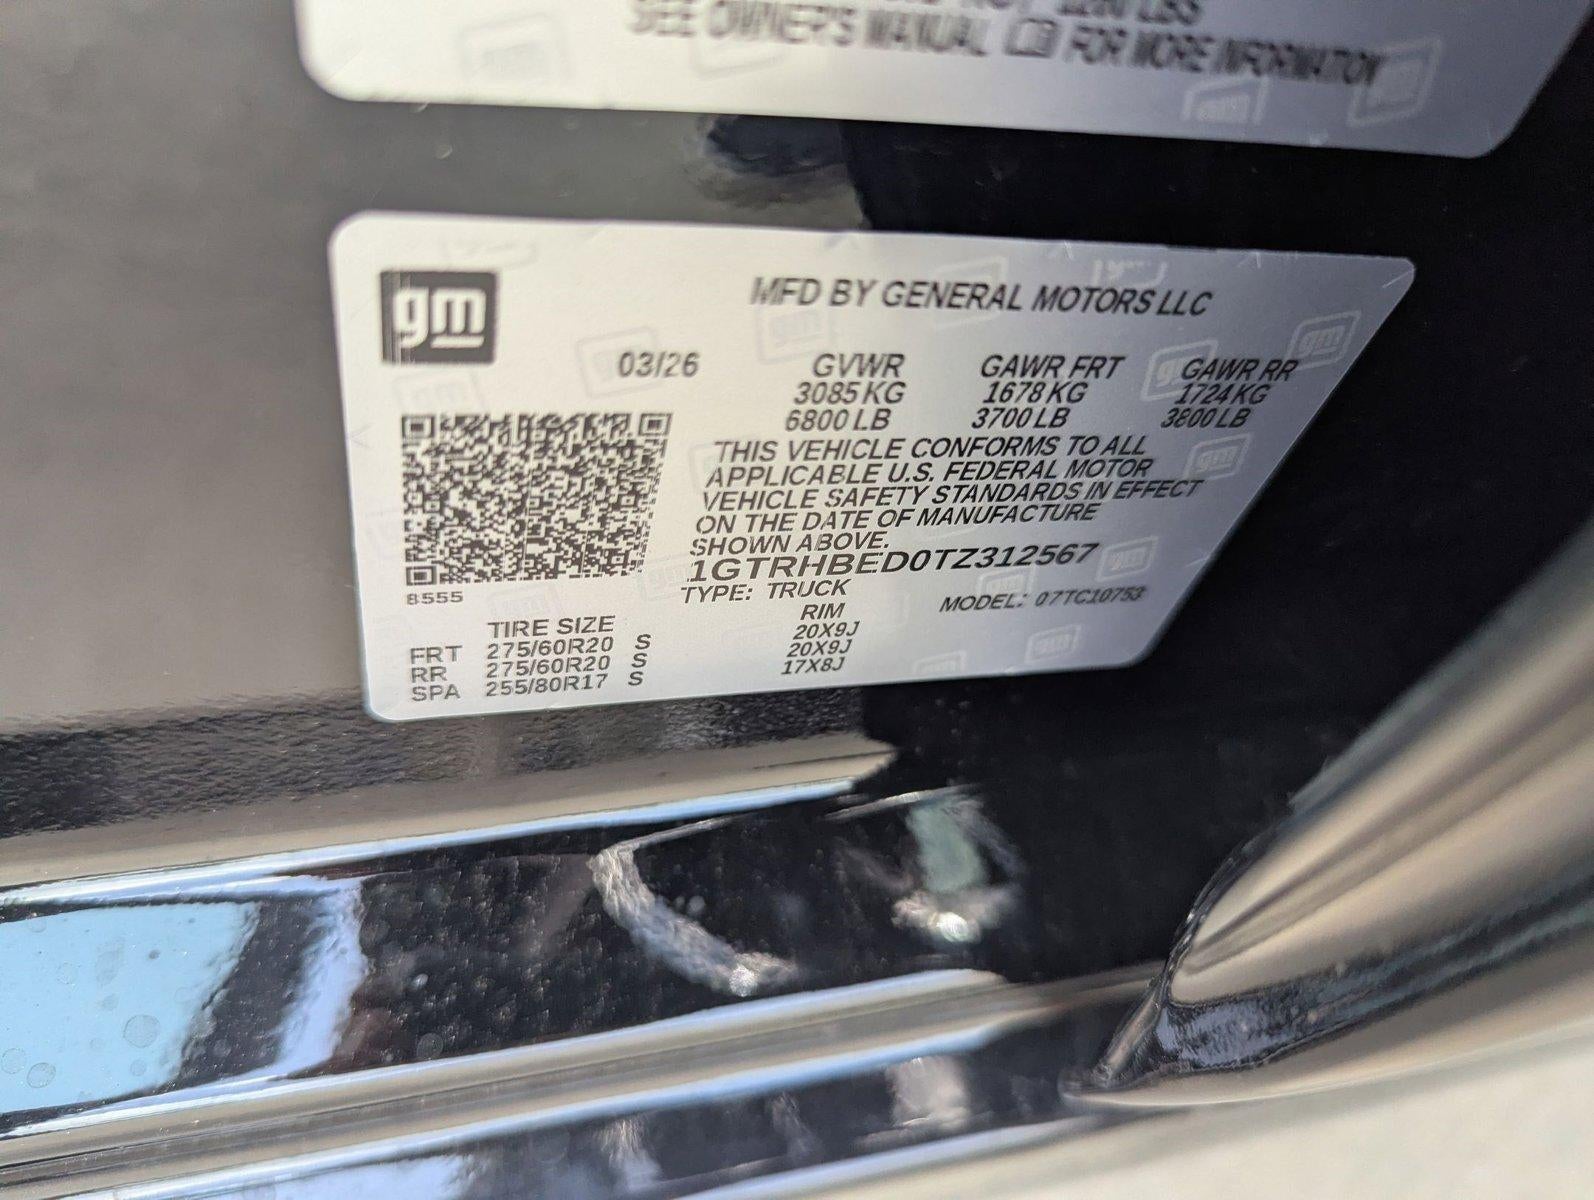 1260 LBS
SEE OWNER'S MANUAL FOR MORE INFORMATION
gm
MFD BY GENERAL MOTORS LLC
03/26 GVWR GAWR FRT GAWR RR
3085 KG 1678 KG 1724 KG
6800 LB 3700 LB 3800 LB
THIS VEHICLE CONFORMS TO ALL
APPLICABLE U.S. FEDERAL MOTOR
VEHICLE SAFETY STANDARDS IN EFFECT
ON THE DATE OF MANUFACTURE
SHOWN ABOVE.
1GTRHBED0TZ312567
8555
TYPE: TRUCK MODEL: 07TC10753
TIRE SIZE RIM
FRT 275/60R20 S 20X9J
RR 275/60R20 S 20X9J
SPA 255/80R17 S 17X8J